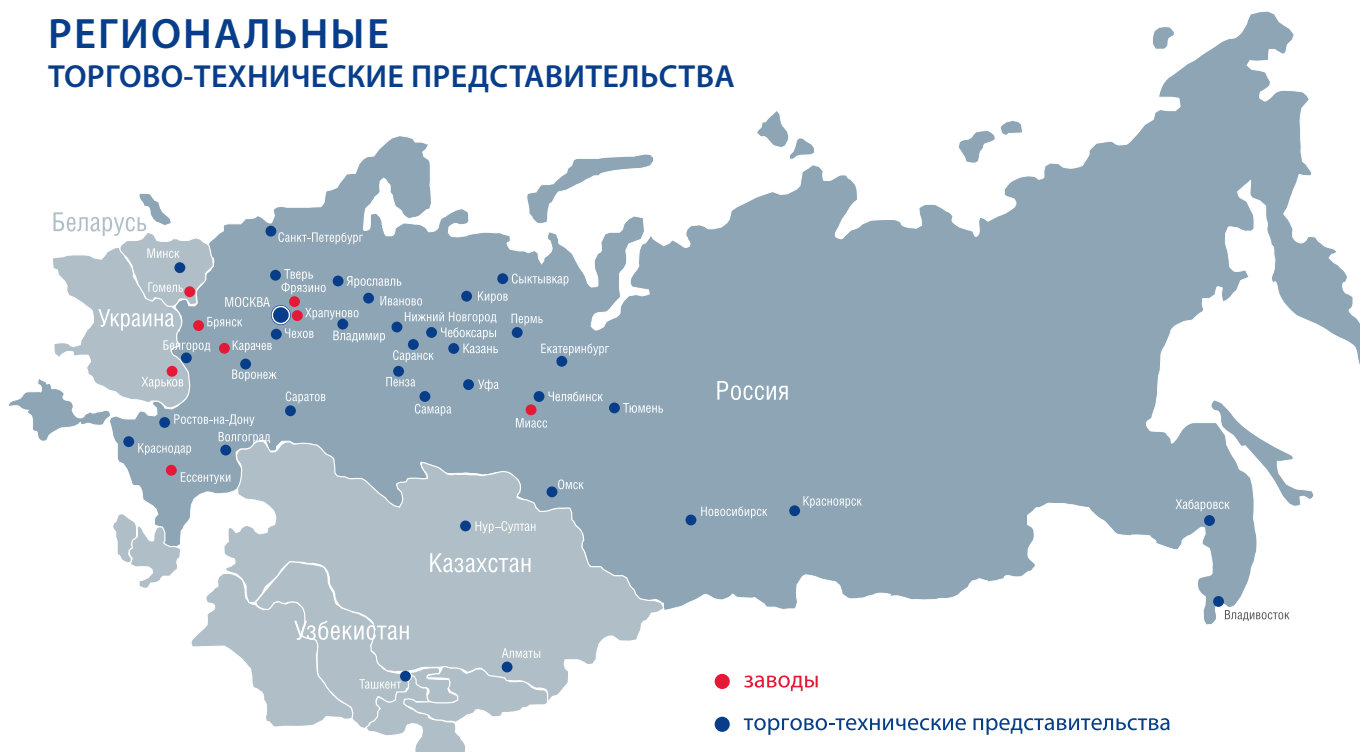 РЕГИОНАЛЬНЫЕ
ТОРГОВО-ТЕХНИЧЕСКИЕ ПРЕДСТАВИТЕЛЬСТВА
Беларусь
Санкт-Петербург
Минск
Тверь
Ярославль
Сыктывкар
Гомель
Фрязино
Иваново
Киров
МОСКВА
Храпуново
Украина
Брянск
Чехов
Владимир
Нижний Новгород
Чебоксары
Пермь
Белгород
Карачев
Саранск
Казань
Екатеринбург
Харьков
Воронеж
Пенза
Уфа
Россия
Саратов
Самара
Челябинск
Миасс
Тюмень
Ростов-на-Дону
Волгоград
Краснодар
Ессентуки
Омск
Новосибирск
Красноярск
Хабаровск
Нур–Султан
Казахстан
Владивосток
Узбекистан
Алматы
Ташкент
заводы
торгово-технические представительства